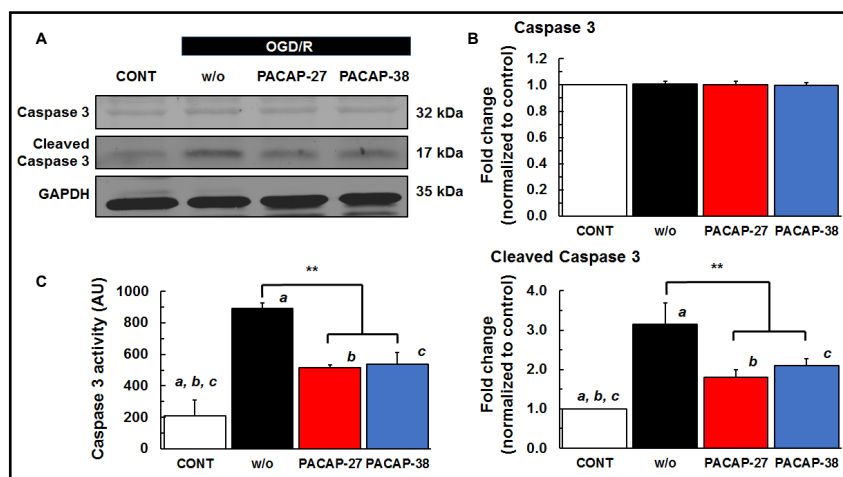 A
OGD/R
CONT w/o PACAP-27 PACAP-38
Caspase 3 32 kDa
Cleaved
Caspase 3 17 kDa
GAPDH 35 kDa
B
Caspase 3
Fold change
(normalized to control)
1.2
1.0
0.8
0.6
0.4
0.2
0.0
CONT w/o PACAP-27 PACAP-38
Cleaved Caspase 3
Fold change
(normalized to control)
4.0
3.0
2.0
1.0
0.0
**
a, b, c
a
b
c
CONT w/o PACAP-27 PACAP-38
C
Caspase 3 activity (AU)
1000
800
600
400
200
0
**
a, b, c
a
b
c
CONT w/o PACAP-27 PACAP-38